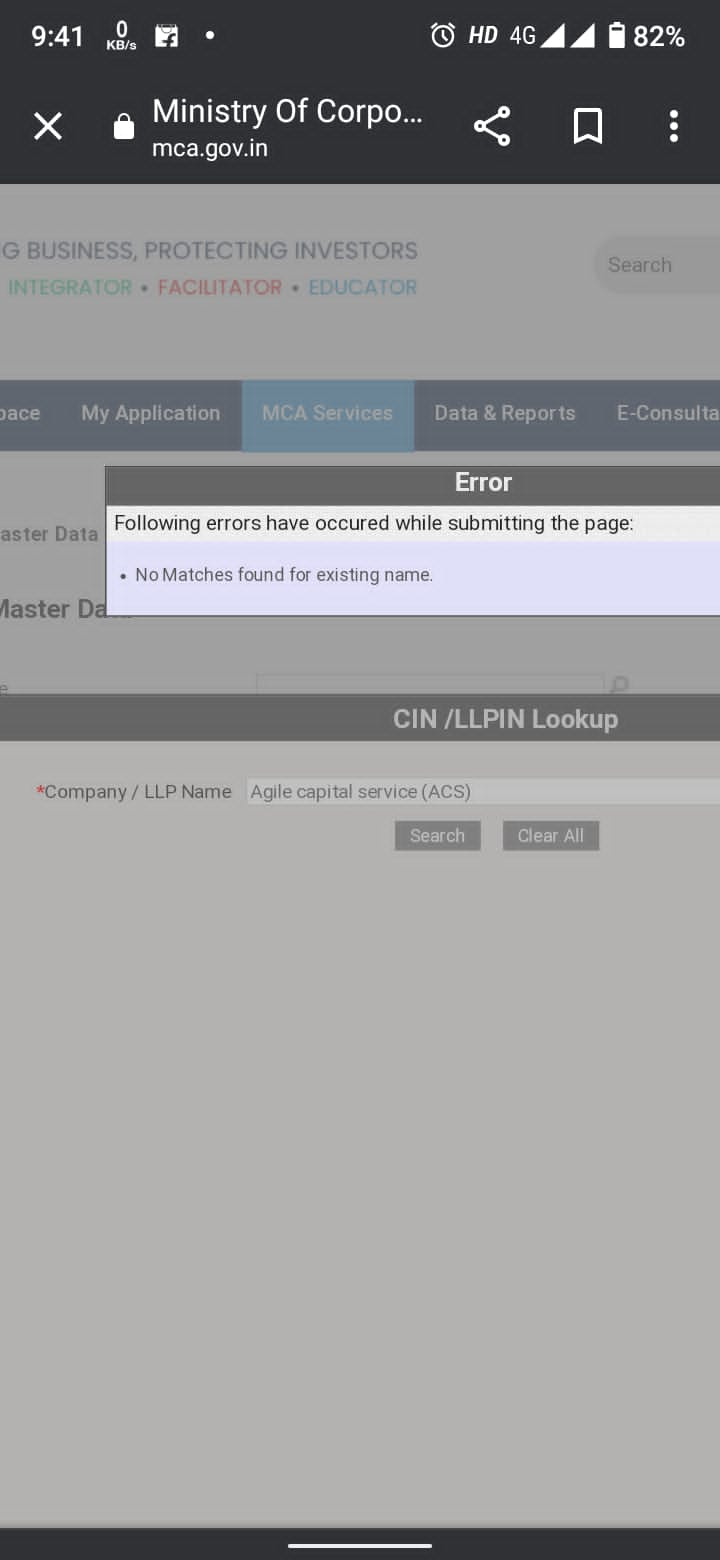 9:41 0 KB/s HD 4G 82%
Ministry Of Corpo...
mca.gov.in
G BUSINESS, PROTECTING INVESTORS
INTEGRATOR • FACILITATOR • EDUCATOR
Search
pace My Application MCA Services Data & Reports E-Consulta
Error
Following errors have occured while submitting the page:
aster Data
• No Matches found for existing name.
Master Da
e
CIN /LLPIN Lookup
*Company / LLP Name Agile capital service (ACS)
Search Clear All